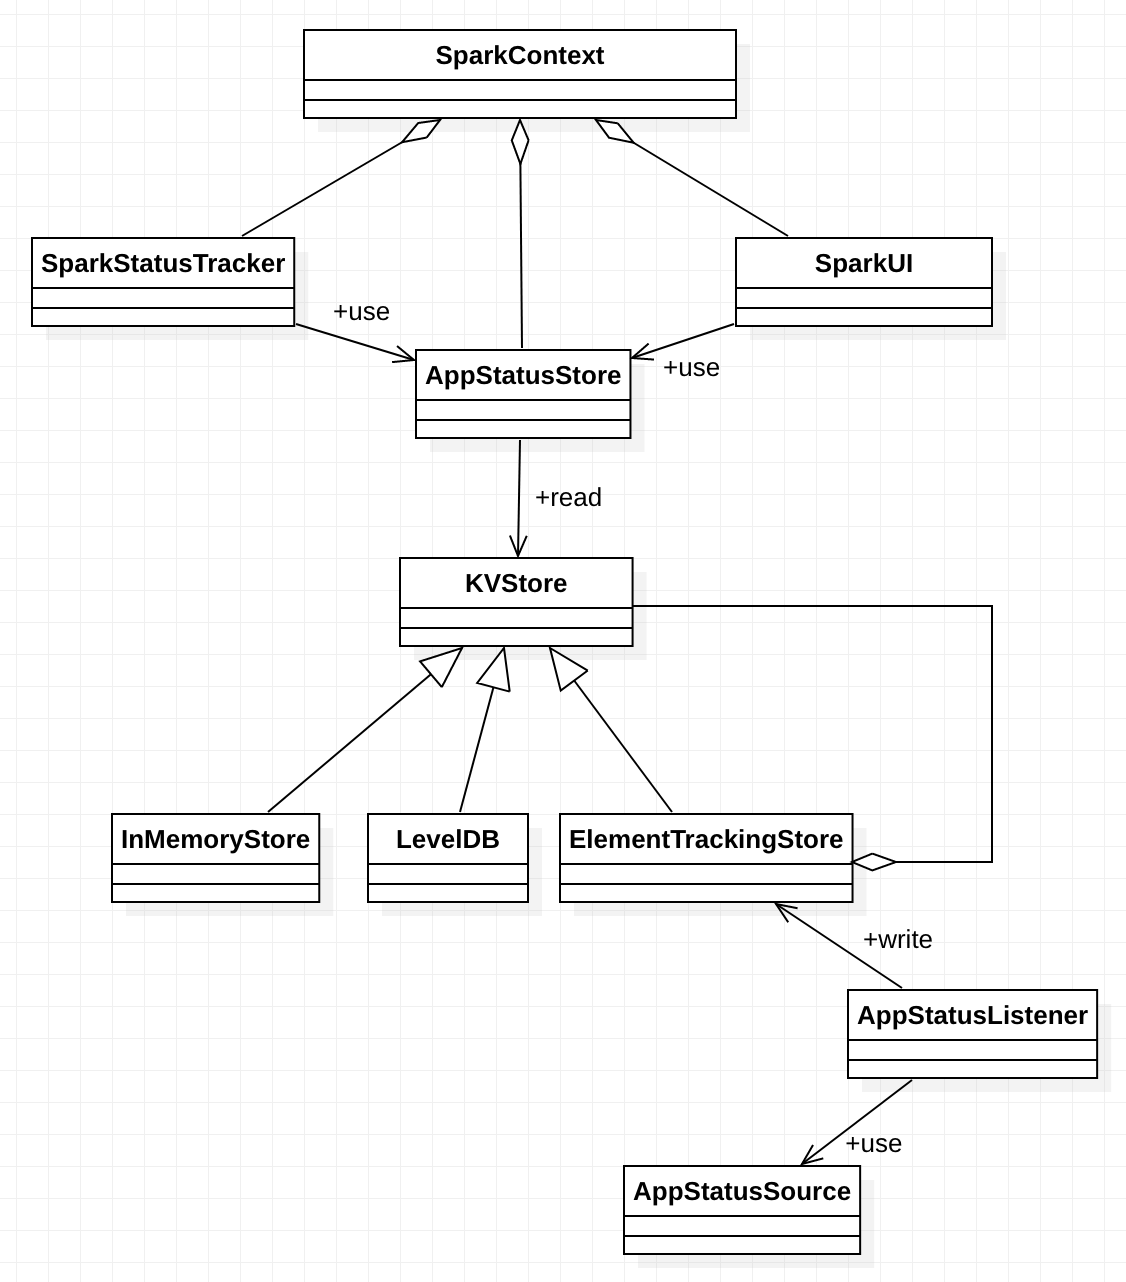 SparkContext
SparkStatusTracker
SparkUI
+use
AppStatusStore
+use
+read
KVStore
InMemoryStore
LevelDB
ElementTrackingStore
+write
AppStatusListener
+use
AppStatusSource